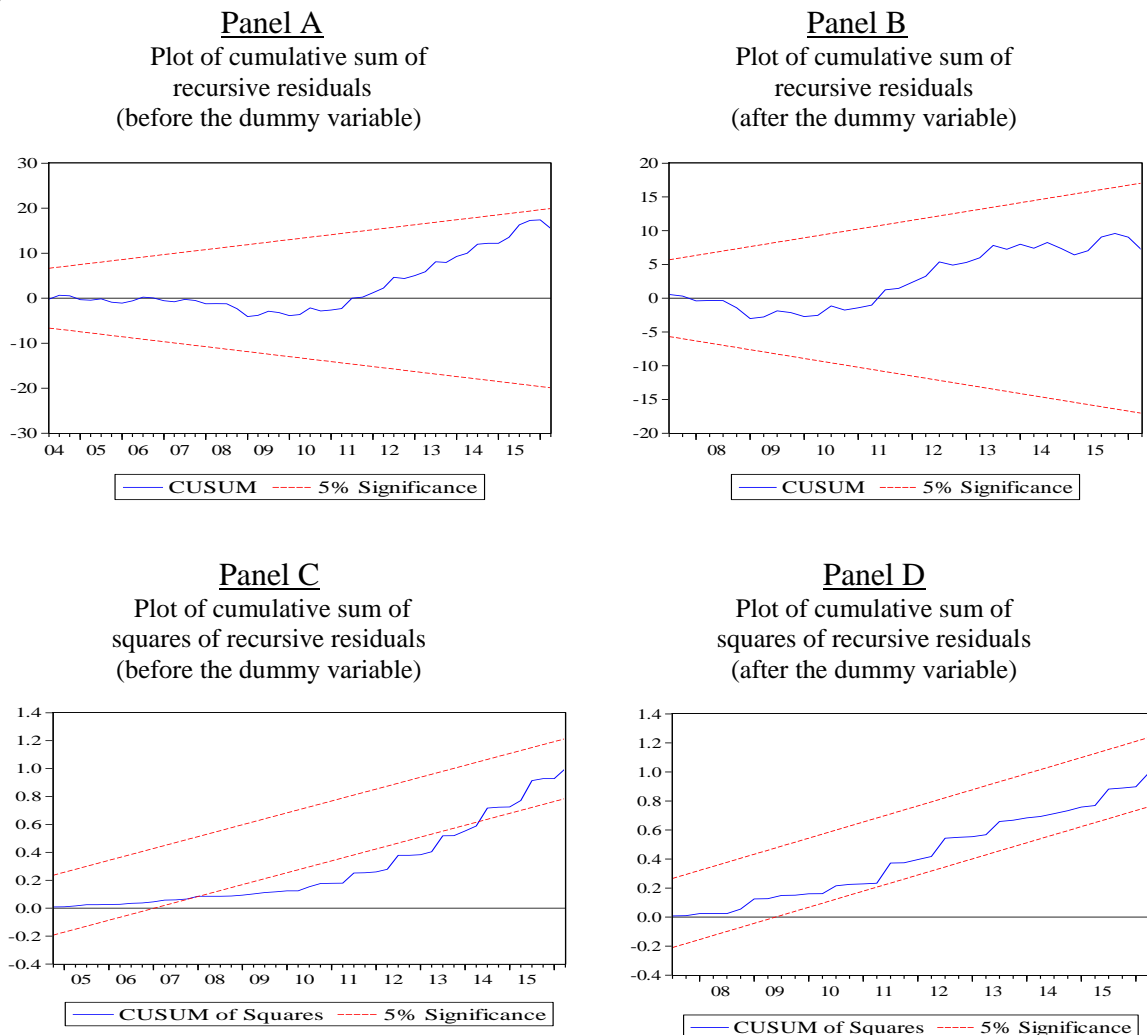 Panel A
Plot of cumulative sum of
recursive residuals
(before the dummy variable)
30
20
10
0
-10
-20
-30
04 05 06 07 08 09 10 11 12 13 14 15
CUSUM 5% Significance
Panel B
Plot of cumulative sum of
recursive residuals
(after the dummy variable)
20
15
10
5
0
-5
-10
-15
-20
08 09 10 11 12 13 14 15
CUSUM 5% Significance
Panel C
Plot of cumulative sum of
squares of recursive residuals
(before the dummy variable)
1.4
1.2
1.0
0.8
0.6
0.4
0.2
0.0
-0.2
-0.4
05 06 07 08 09 10 11 12 13 14 15
CUSUM of Squares 5% Significance
Panel D
Plot of cumulative sum of
squares of recursive residuals
(after the dummy variable)
1.4
1.2
1.0
0.8
0.6
0.4
0.2
0.0
-0.2
-0.4
08 09 10 11 12 13 14 15
CUSUM of Squares 5% Significance